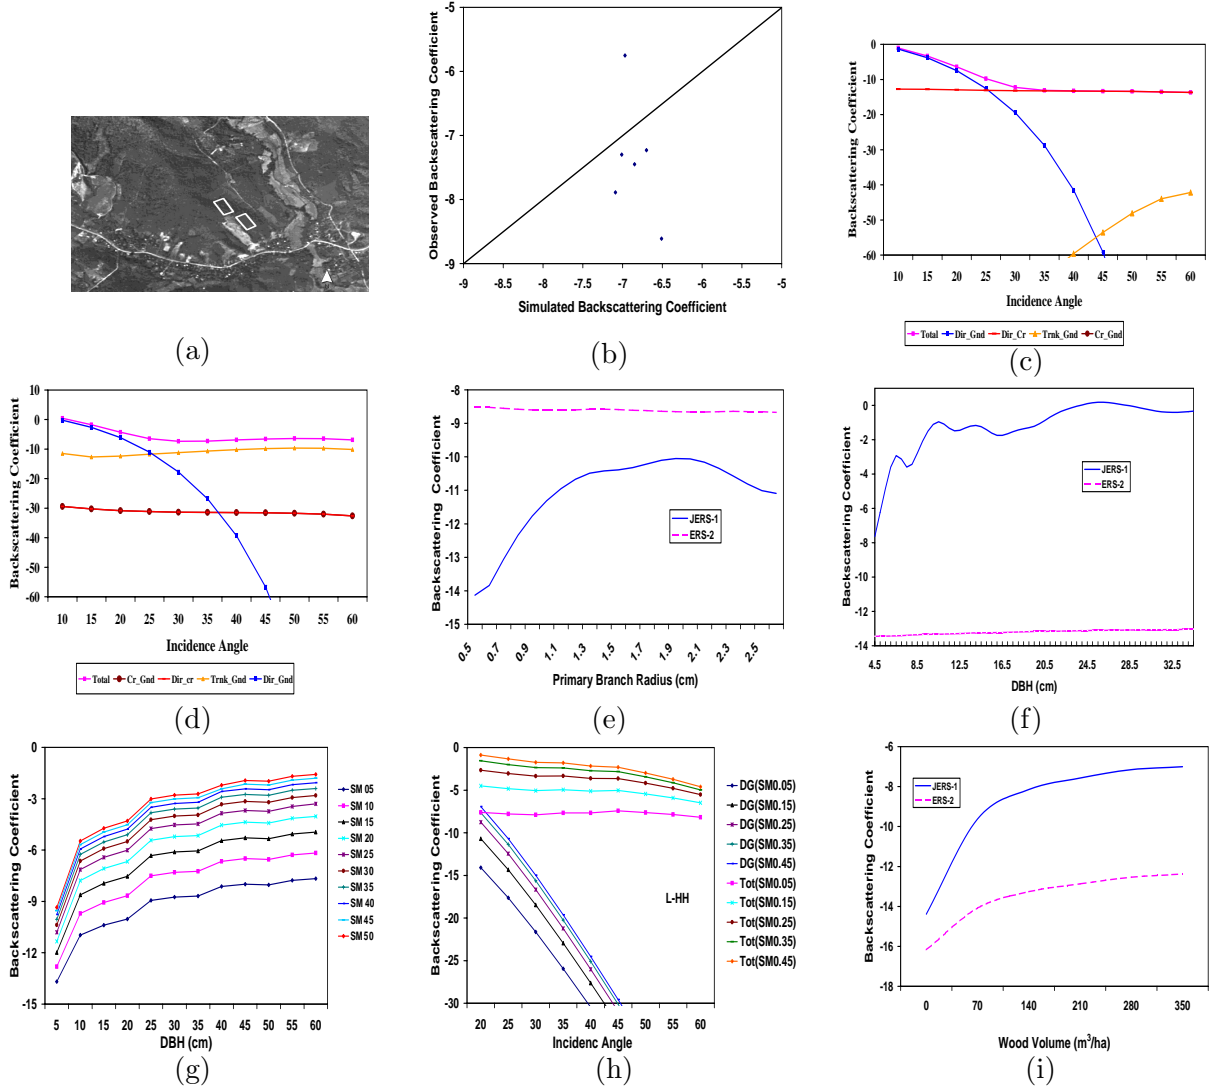 -5
-6
-7
-8
-9
-9 -8.5 -8 -7.5 -7 -6.5 -6 -5.5 -5
Observed Backscattering Coefficient
Simulated Backscattering Coefficient
(a)
(b)
0
-10
-20
-30
-40
-50
-60
10 15 20 25 30 35 40 45 50 55 60
Backscattering Coefficient
Incidence Angle
Total Dir_Gnd Dir_Cr Trnk_Gnd Cr_Gnd
(c)
10
0
-10
-20
-30
-40
-50
-60
10 15 20 25 30 35 40 45 50 55 60
Backscattering Coefficient
Incidence Angle
Total Cr_Gnd Dir_cr Trnk_Gnd Dir_Gnd
(d)
-8
-9
-10
-11
-12
-13
-14
-15
0.5 0.7 0.9 1.1 1.3 1.5 1.7 1.9 2.1 2.3 2.5
Backscattering Coefficient
Primary Branch Radius (cm)
JERS-1
ERS-2
(e)
0
-2
-4
-6
-8
-10
-12
-14
4.5 8.5 12.5 16.5 20.5 24.5 28.5 32.5
Backscattering Coefficient
DBH (cm)
JERS-1
ERS-2
(f)
0
-3
-6
-9
-12
-15
5 10 15 20 25 30 35 40 45 50 55 60
Backscattering Coefficient
DBH (cm)
SM 05
SM 10
SM 15
SM 20
SM 25
SM 30
SM 35
SM 40
SM 45
SM 50
(g)
0
-5
-10
-15
-20
-25
-30
20 25 30 35 40 45 50 55 60
Backscattering Coefficient
Incidenc Angle
L-HH
DG(SM0.05)
DG(SM0.15)
DG(SM0.25)
DG(SM0.35)
DG(SM0.45)
Tot(SM0.05)
Tot(SM0.15)
Tot(SM0.25)
Tot(SM0.35)
Tot(SM0.45)
(h)
-6
-8
-10
-12
-14
-16
-18
0 70 140 210 280 350
Backscattering Coefficient
Wood Volume (m³/ha)
JERS-1
ERS-2
(i)